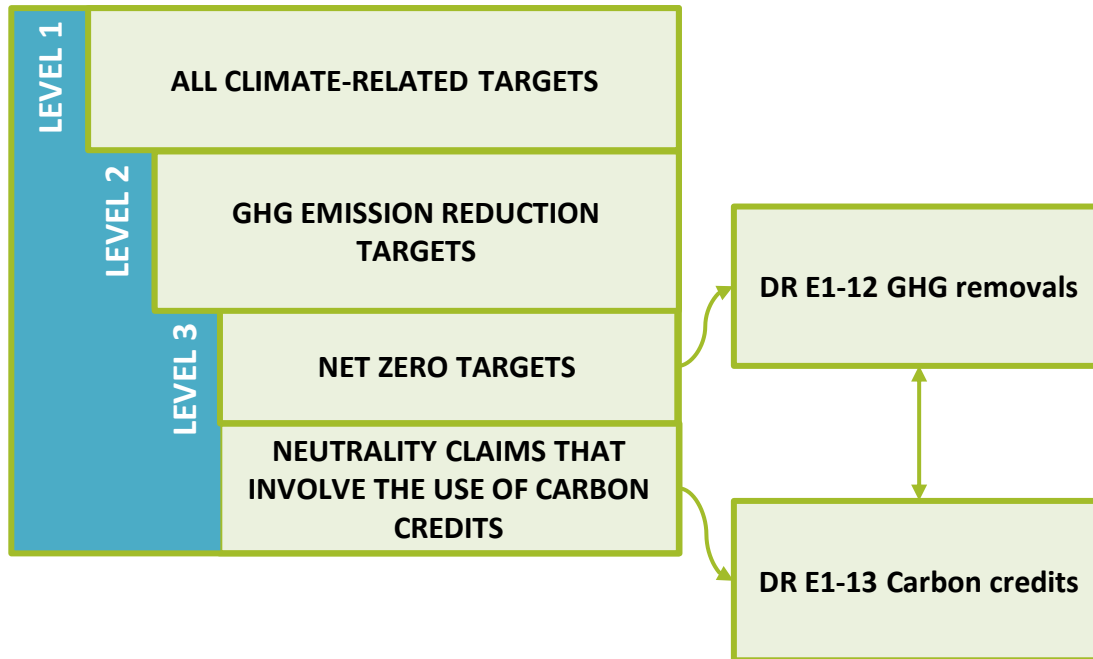 LEVEL 1
ALL CLIMATE-RELATED TARGETS
LEVEL 2
GHG EMISSION REDUCTION
TARGETS
LEVEL 3
NET ZERO TARGETS
NEUTRALITY CLAIMS THAT
INVOLVE THE USE OF CARBON
CREDITS
DR E1-12 GHG removals
DR E1-13 Carbon credits